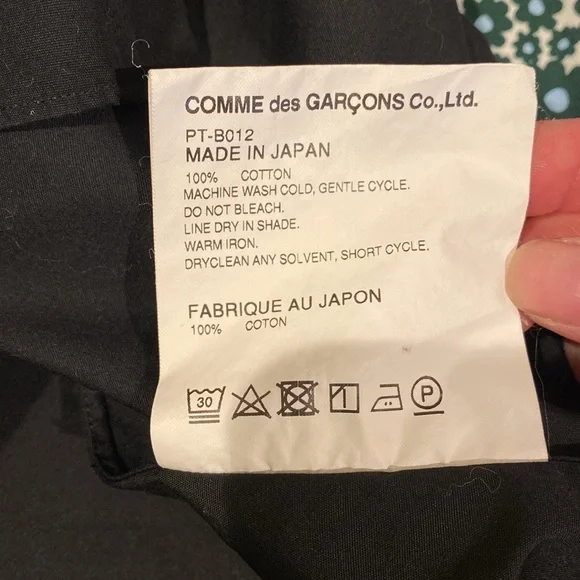 COMME des GARÇONS Co.,Ltd.
PT-B012
MADE IN JAPAN
100% COTTON
MACHINE WASH COLD, GENTLE CYCLE.
DO NOT BLEACH.
LINE DRY IN SHADE.
WARM IRON.
DRYCLEAN ANY SOLVENT, SHORT CYCLE.
FABRIQUE AU JAPON
100% COTON
30 P